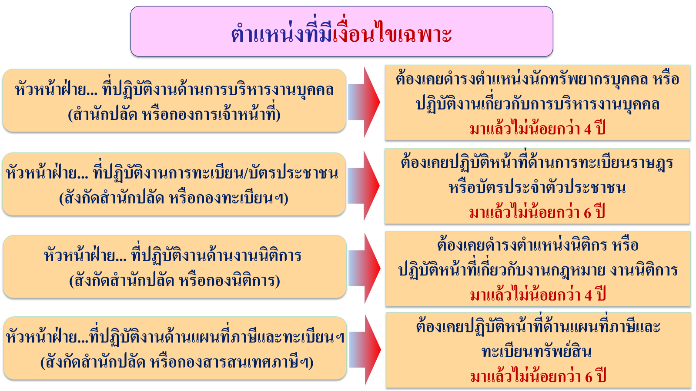 ตำแหน่งที่มีเงื่อนไขเฉพาะ
หัวหน้าฝ่าย... ที่ปฏิบัติงานด้านการบริหารงานบุคคล
(สำนักปลัด หรือกองการเจ้าหน้าที่)
ต้องเคยดำรงตำแหน่งนักทรัพยากรบุคคล หรือ
ปฏิบัติงานเกี่ยวกับการบริหารงานบุคคล
มาแล้วไม่น้อยกว่า 4 ปี
หัวหน้าฝ่าย... ที่ปฏิบัติงานการทะเบียน/บัตรประชาชน
(สังกัดสำนักปลัด หรือกองทะเบียนฯ)
ต้องเคยปฏิบัติหน้าที่ด้านการทะเบียนราษฎร
หรือบัตรประจำตัวประชาชน
มาแล้วไม่น้อยกว่า 6 ปี
หัวหน้าฝ่าย... ที่ปฏิบัติงานด้านงานนิติการ
(สังกัดสำนักปลัด หรือกองนิติการ)
ต้องเคยดำรงตำแหน่งนิติกร หรือ
ปฏิบัติหน้าที่เกี่ยวกับงานกฎหมาย งานนิติการ
มาแล้วไม่น้อยกว่า 4 ปี
หัวหน้าฝ่าย...ที่ปฏิบัติงานด้านแผนที่ภาษีและทะเบียนฯ
(สังกัดสำนักปลัด หรือกองสารสนเทศภาษีฯ)
ต้องเคยปฏิบัติหน้าที่ด้านแผนที่ภาษีและ
ทะเบียนทรัพย์สิน
มาแล้วไม่น้อยกว่า 6 ปี